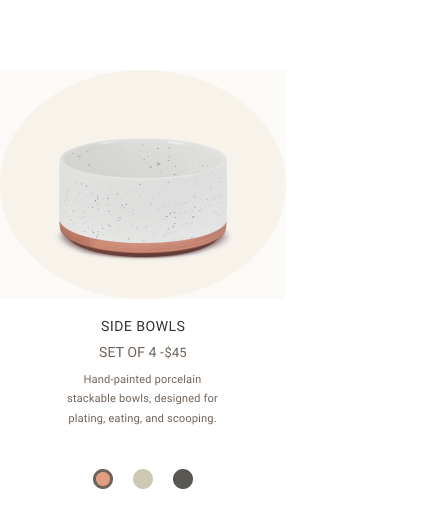 SIDE BOWLS
SET OF 4 -$45
Hand-painted porcelain
stackable bowls, designed for
plating, eating, and scooping.